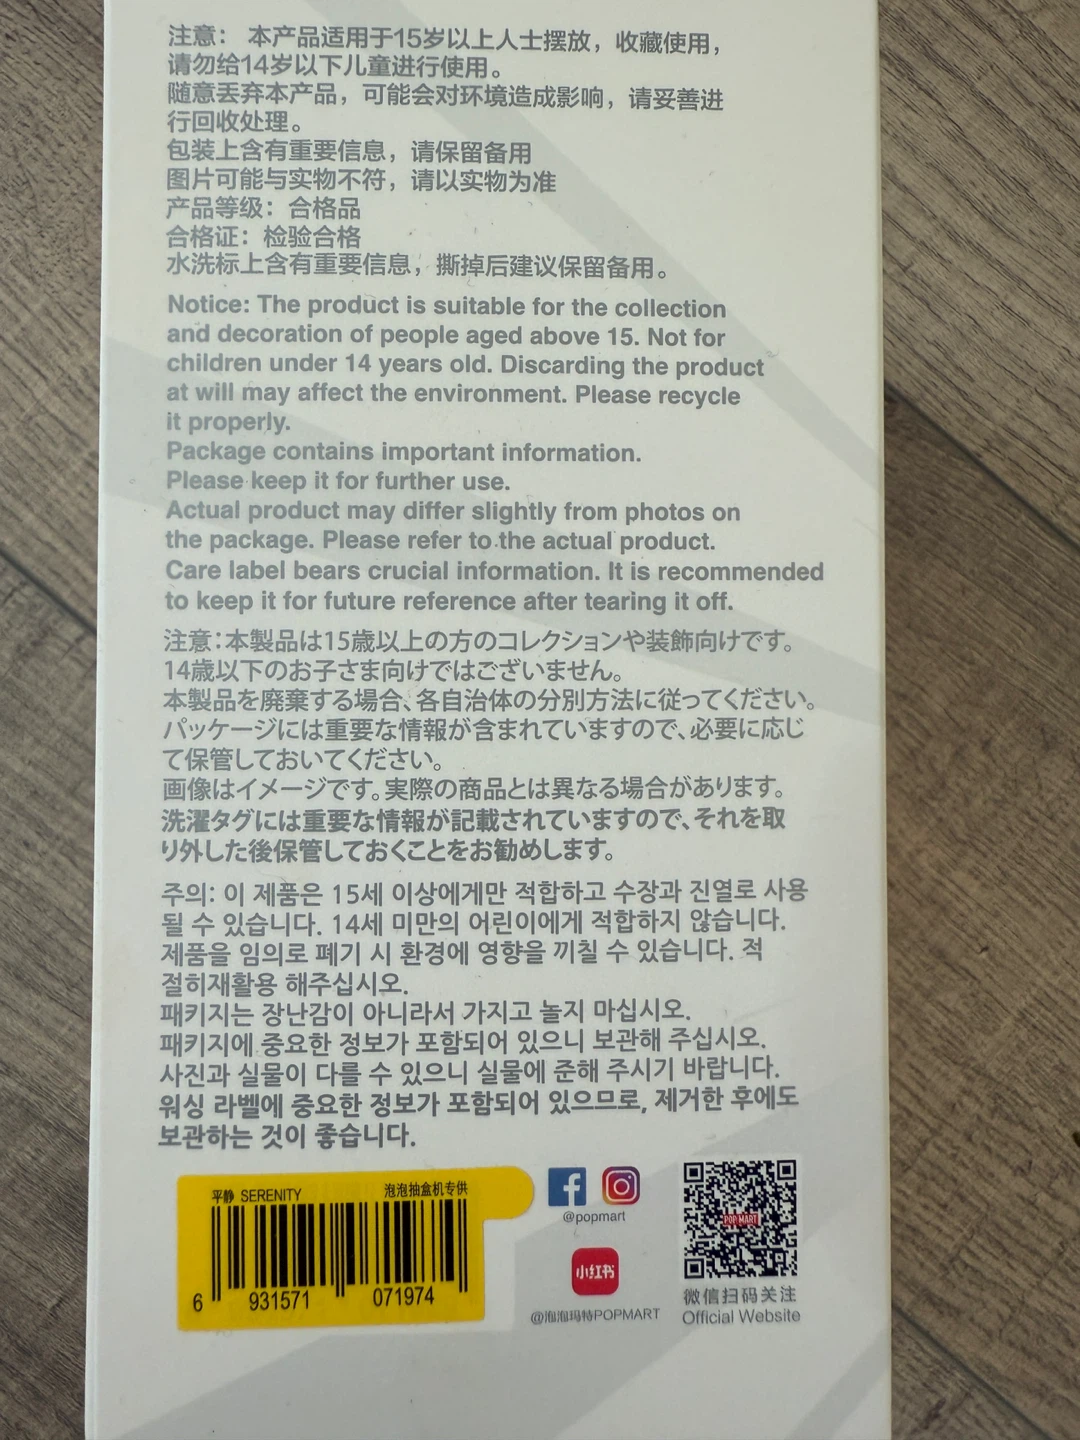 注意： 本产品适用于15岁以上人士摆放，收藏使用，
请勿给14岁以下儿童进行使用。
随意丢弃本产品，可能会对环境造成影响，请妥善进
行回收处理。
包装上含有重要信息，请保留备用
图片可能与实物不符，请以实物为准
产品等级：合格品
合格证：检验合格
水洗标上含有重要信息，撕掉后建议保留备用。
Notice: The product is suitable for the collection
and decoration of people aged above 15. Not for
children under 14 years old. Discarding the product
at will may affect the environment. Please recycle
it properly.
Package contains important information.
Please keep it for further use.
Actual product may differ slightly from photos on
the package. Please refer to the actual product.
Care label bears crucial information. It is recommended
to keep it for future reference after tearing it off.
注意：本製品は15歳以上の方のコレクションや装飾向けです。
14歳以下のお子さま向けではございません。
本製品を廃棄する場合、各自治体の分別方法に従ってください。
パッケージには重要な情報が含まれていますので、必要に応じ
て保管しておいてください。
画像はイメージです。実際の商品とは異なる場合があります。
洗濯タグには重要な情報が記載されていますので、それを取
り外した後保管しておくことをお勧めします。
주의: 이 제품은 15세 이상에게만 적합하고 수장과 진열로 사용
될 수 있습니다. 14세 미만의 어린이에게 적합하지 않습니다.
제품을 임의로 폐기 시 환경에 영향을 끼칠 수 있습니다. 적
절히재활용 해주십시오.
패키지는 장난감이 아니라서 가지고 놀지 마십시오.
패키지에 중요한 정보가 포함되어 있으니 보관해 주십시오.
사진과 실물이 다를 수 있으니 실물에 준해 주시기 바랍니다.
워싱 라벨에 중요한 정보가 포함되어 있으므로, 제거한 후에도
보관하는 것이 좋습니다.
平静 SERENITY 泡泡抽盒机专供
6 931571 071974
@popmart
小红书
@泡泡玛特POPMART
POP MART
微信扫码关注
Official Website